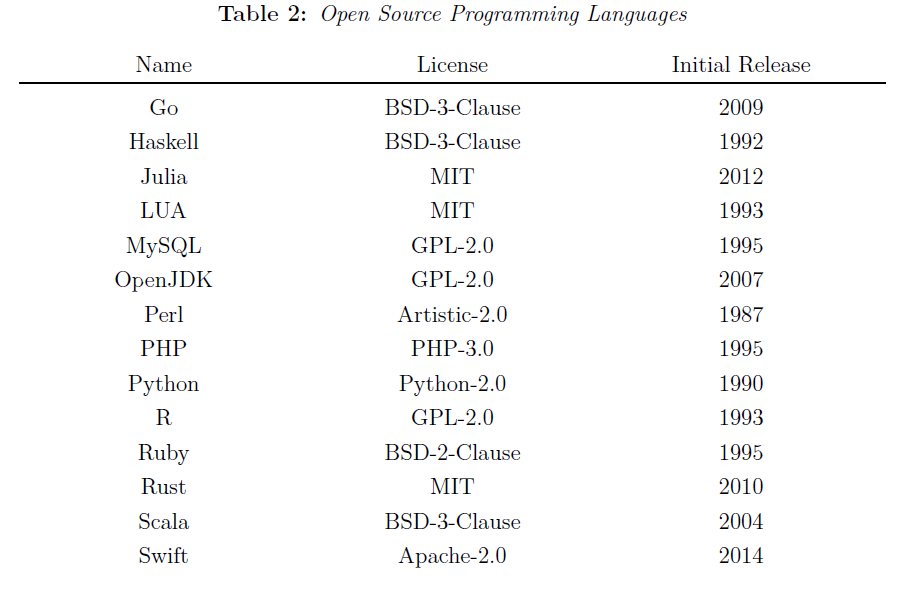 Table 2: Open Source Programming Languages
Name License Initial Release
Go BSD-3-Clause 2009
Haskell BSD-3-Clause 1992
Julia MIT 2012
LUA MIT 1993
MySQL GPL-2.0 1995
OpenJDK GPL-2.0 2007
Perl Artistic-2.0 1987
PHP PHP-3.0 1995
Python Python-2.0 1990
R GPL-2.0 1993
Ruby BSD-2-Clause 1995
Rust MIT 2010
Scala BSD-3-Clause 2004
Swift Apache-2.0 2014